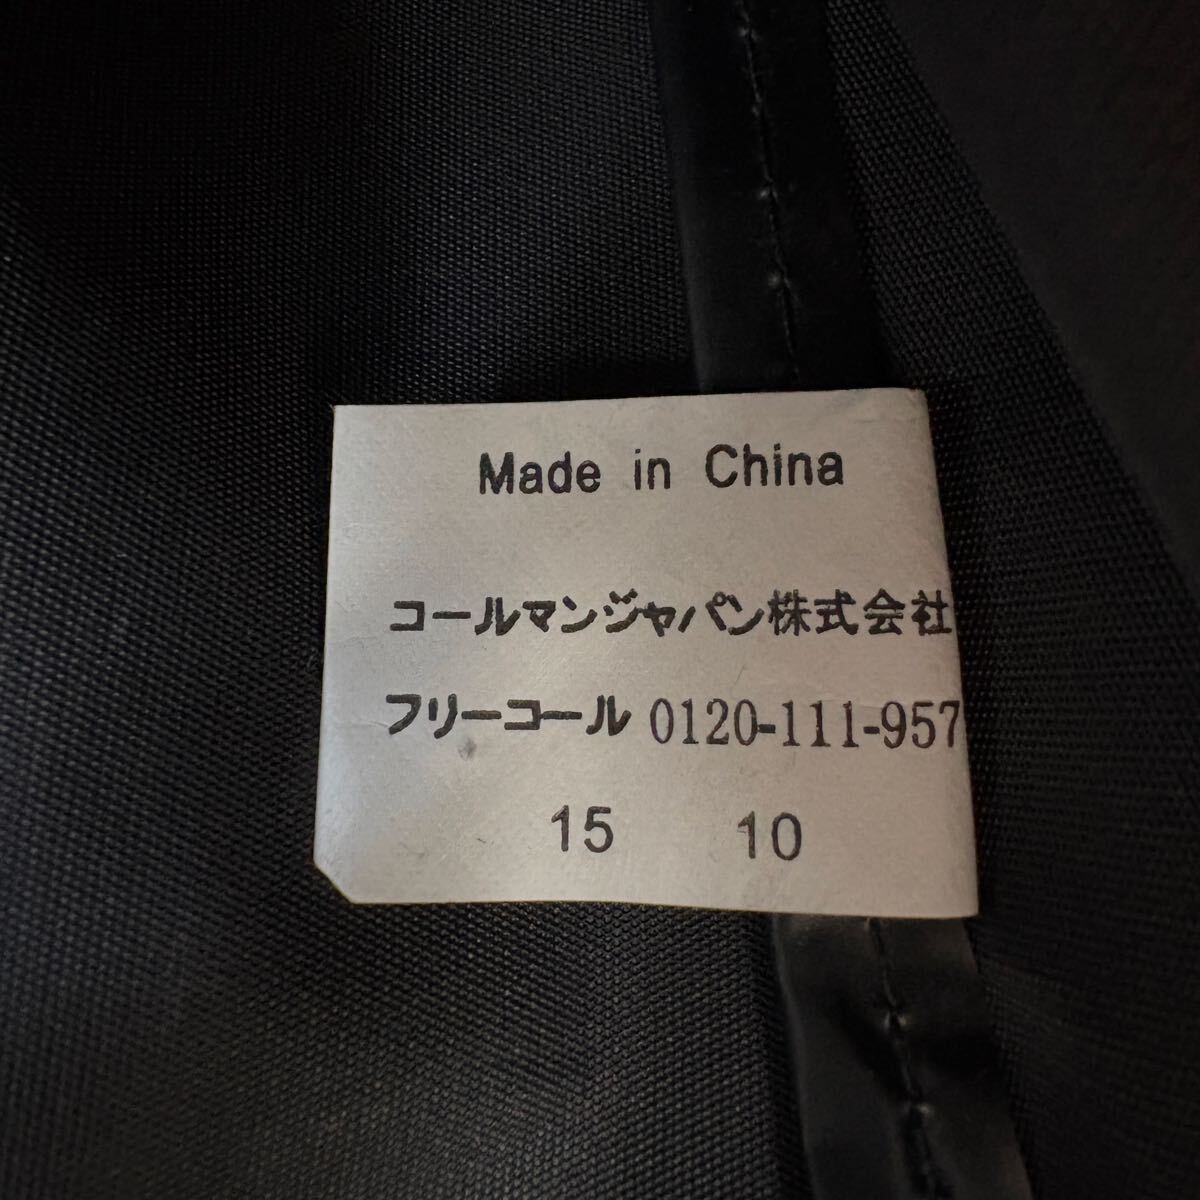 Made in China
コールマンジャパン株式会社
フリーコール 0120-111-957
15 10